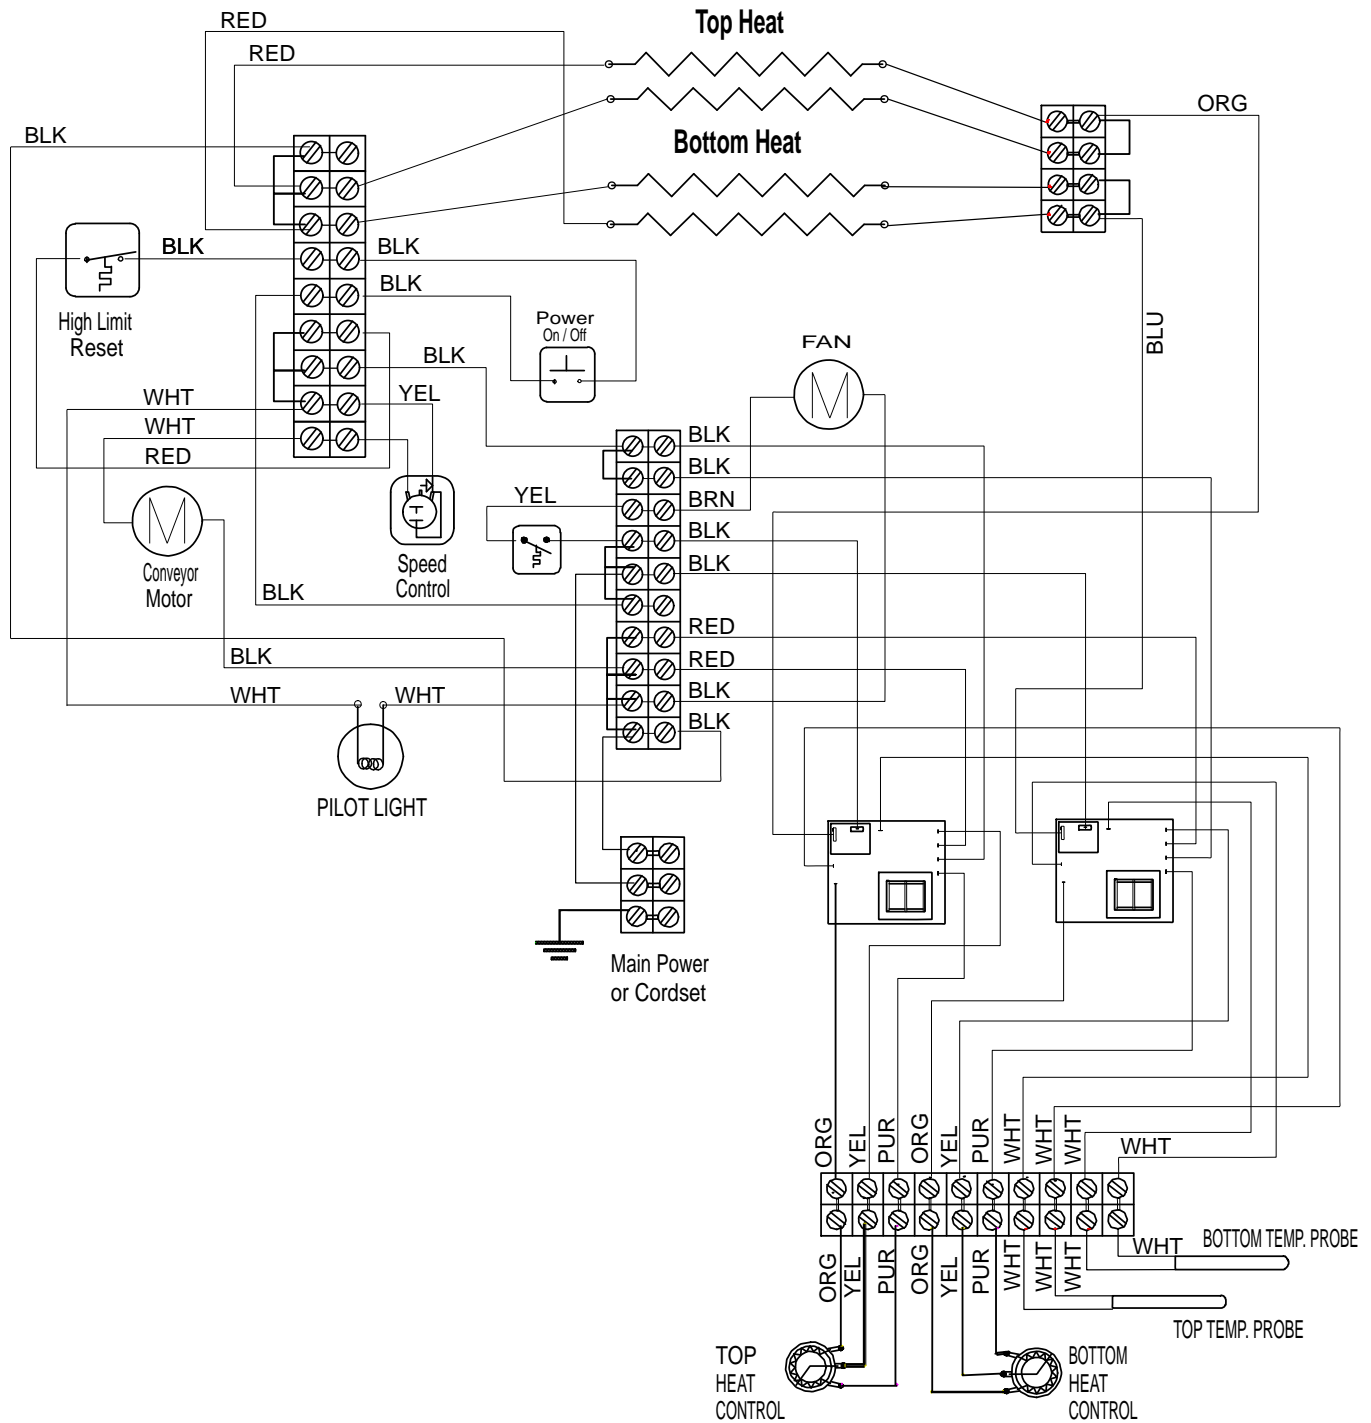 RED
Top Heat
RED
ORG
BLK
Bottom Heat
BLK
BLK
BLK
High Limit
Reset
Power
On / Off
BLU
FAN
BLK
WHT
YEL
WHT
RED
BLK
BLK
YEL
BRN
BLK
Conveyor
Motor
Speed
Control
BLK
BLK
RED
BLK
RED
WHT
WHT
BLK
BLK
PILOT LIGHT
Main Power
or Cordset
ORG
YEL
PUR
ORG
YEL
PUR
WHT
WHT
WHT
WHT
ORG
YEL
PUR
ORG
YEL
PUR
WHT
WHT
WHT
WHT
BOTTOM TEMP. PROBE
TOP TEMP. PROBE
TOP
HEAT
CONTROL
BOTTOM
HEAT
CONTROL